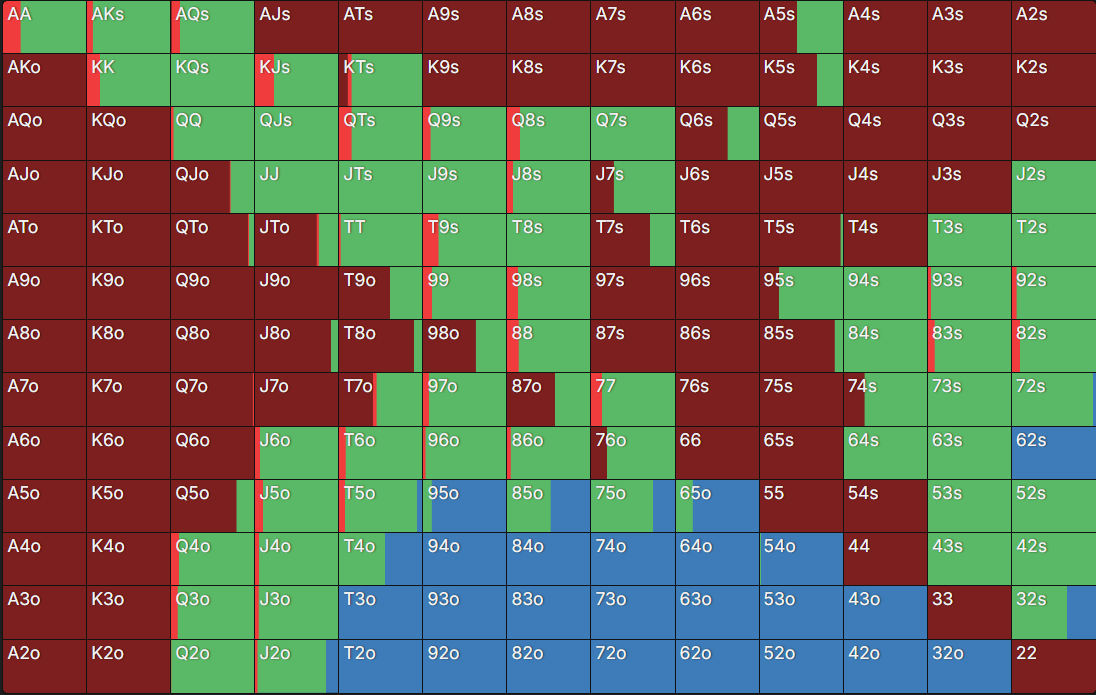 AA AKs AQs AJs ATs A9s A8s A7s A6s A5s A4s A3s A2s
AKo KK KQs KJs KTs K9s K8s K7s K6s K5s K4s K3s K2s
AQo KQo QQ QJs QTs Q9s Q8s Q7s Q6s Q5s Q4s Q3s Q2s
AJo KJo QJo JJ JTs J9s J8s J7s J6s J5s J4s J3s J2s
ATo KTo QTo JTo TT T9s T8s T7s T6s T5s T4s T3s T2s
A9o K9o Q9o J9o T9o 99 98s 97s 96s 95s 94s 93s 92s
A8o K8o Q8o J8o T8o 98o 88 87s 86s 85s 84s 83s 82s
A7o K7o Q7o J7o T7o 97o 87o 77 76s 75s 74s 73s 72s
A6o K6o Q6o J6o T6o 96o 86o 76o 66 65s 64s 63s 62s
A5o K5o Q5o J5o T5o 95o 85o 75o 65o 55 54s 53s 52s
A4o K4o Q4o J4o T4o 94o 84o 74o 64o 54o 44 43s 42s
A3o K3o Q3o J3o T3o 93o 83o 73o 63o 53o 43o 33 32s
A2o K2o Q2o J2o T2o 92o 82o 72o 62o 52o 42o 32o 22